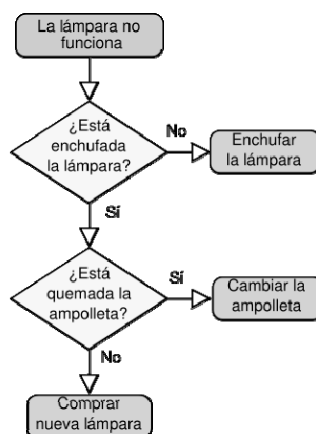 La lámpara no
funciona
¿Está
enchufada
la lámpara?
No
Enchufar
la lámpara
Sí
¿Está
quemada la
ampolleta?
Sí
Cambiar la
ampolleta
No
Comprar
nueva lámpara